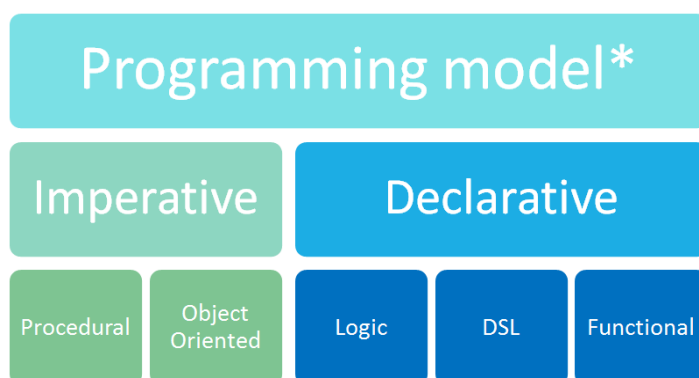 Programming model*
Imperative
Declarative
Procedural
Object
Oriented
Logic
DSL
Functional